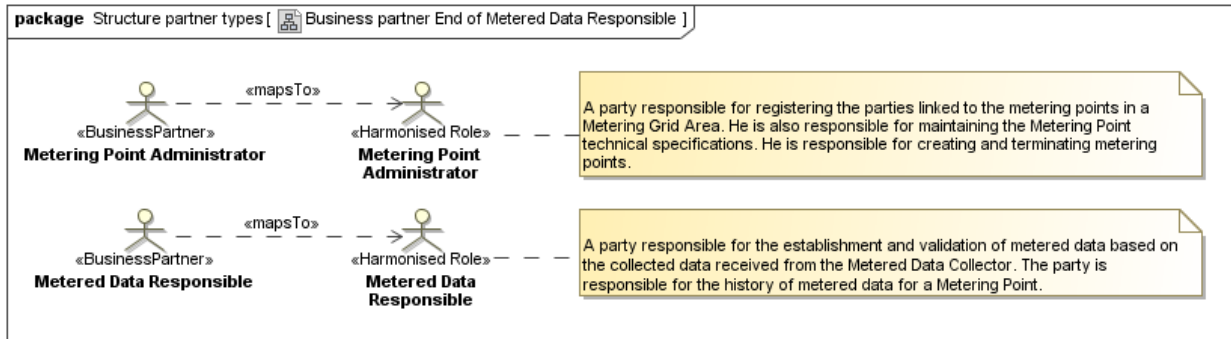 package Structure partner types [ Business partner End of Metered Data Responsible ]
«mapsTo»
«BusinessPartner»
Metering Point Administrator
«Harmonised Role»
Metering Point
Administrator
A party responsible for registering the parties linked to the metering points in a
Metering Grid Area. He is also responsible for maintaining the Metering Point
technical specifications. He is responsible for creating and terminating metering
points.
«mapsTo»
«BusinessPartner»
Metered Data Responsible
«Harmonised Role»
Metered Data
Responsible
A party responsible for the establishment and validation of metered data based on
the collected data received from the Metered Data Collector. The party is
responsible for the history of metered data for a Metering Point.